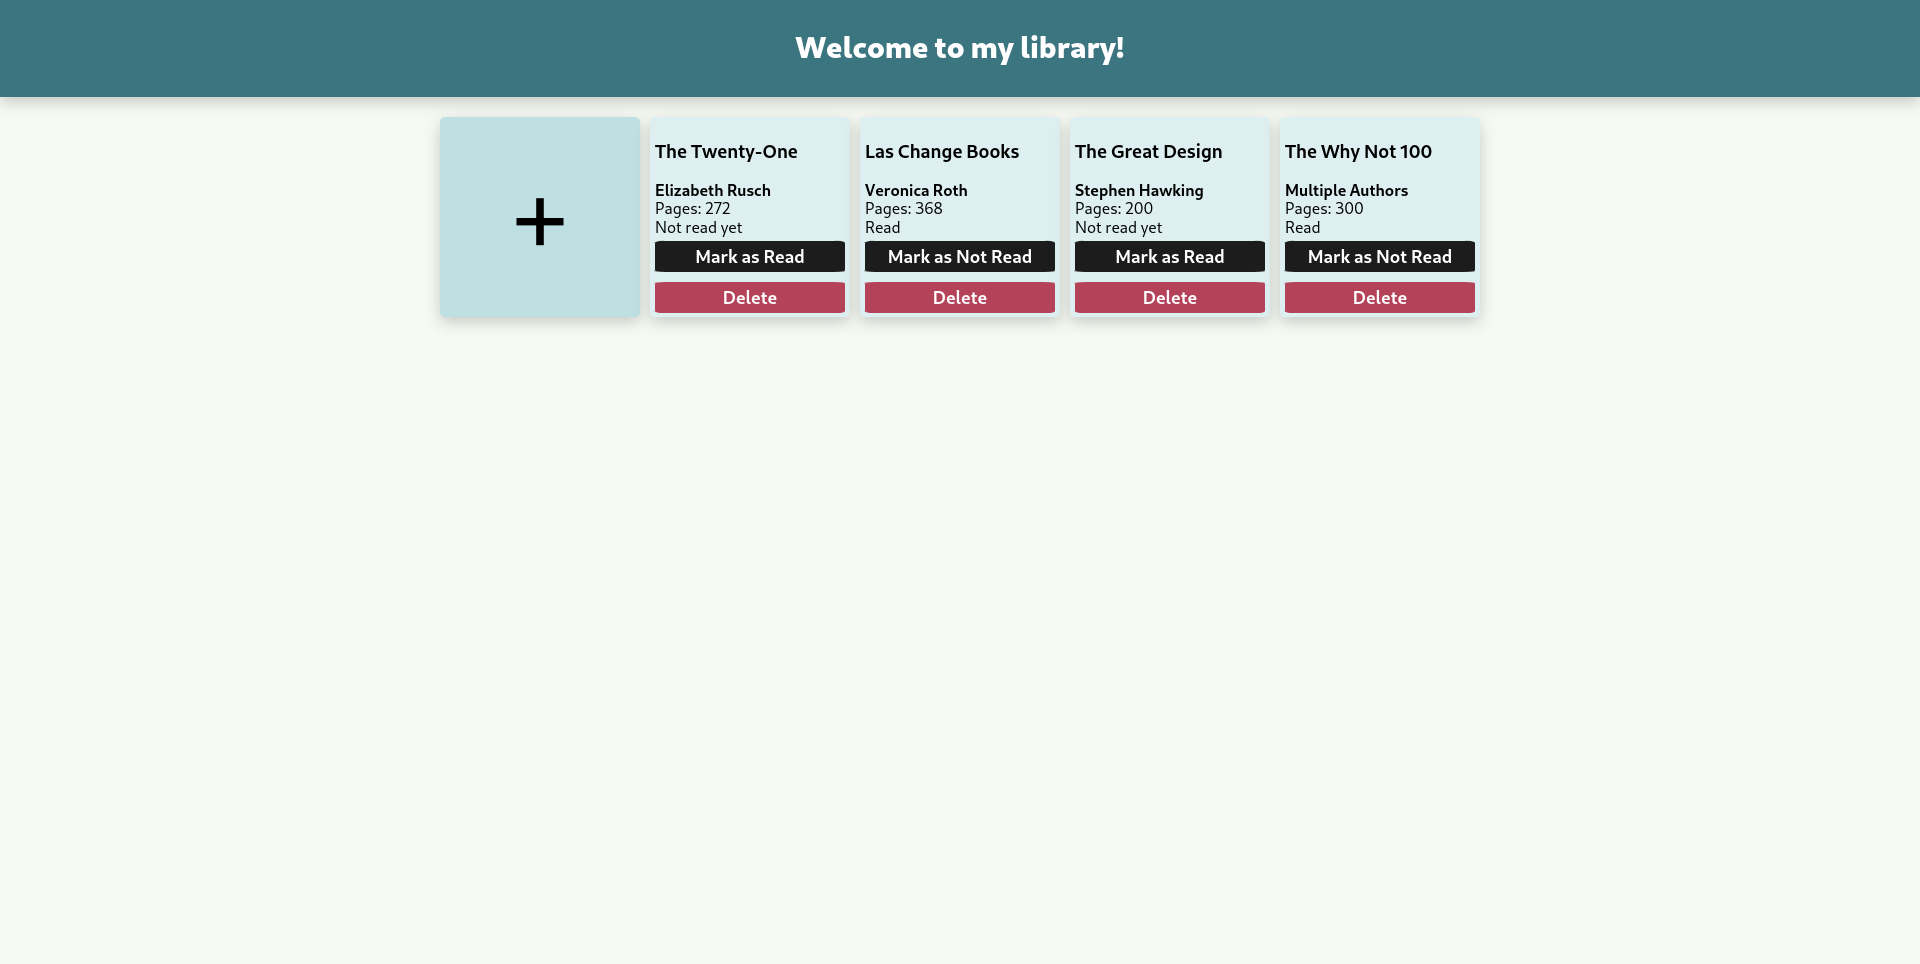 Welcome to my library!
+
The Twenty-One
Elizabeth Rusch
Pages: 272
Not read yet
Mark as Read
Delete
Las Change Books
Veronica Roth
Pages: 368
Read
Mark as Not Read
Delete
The Great Design
Stephen Hawking
Pages: 200
Not read yet
Mark as Read
Delete
The Why Not 100
Multiple Authors
Pages: 300
Read
Mark as Not Read
Delete